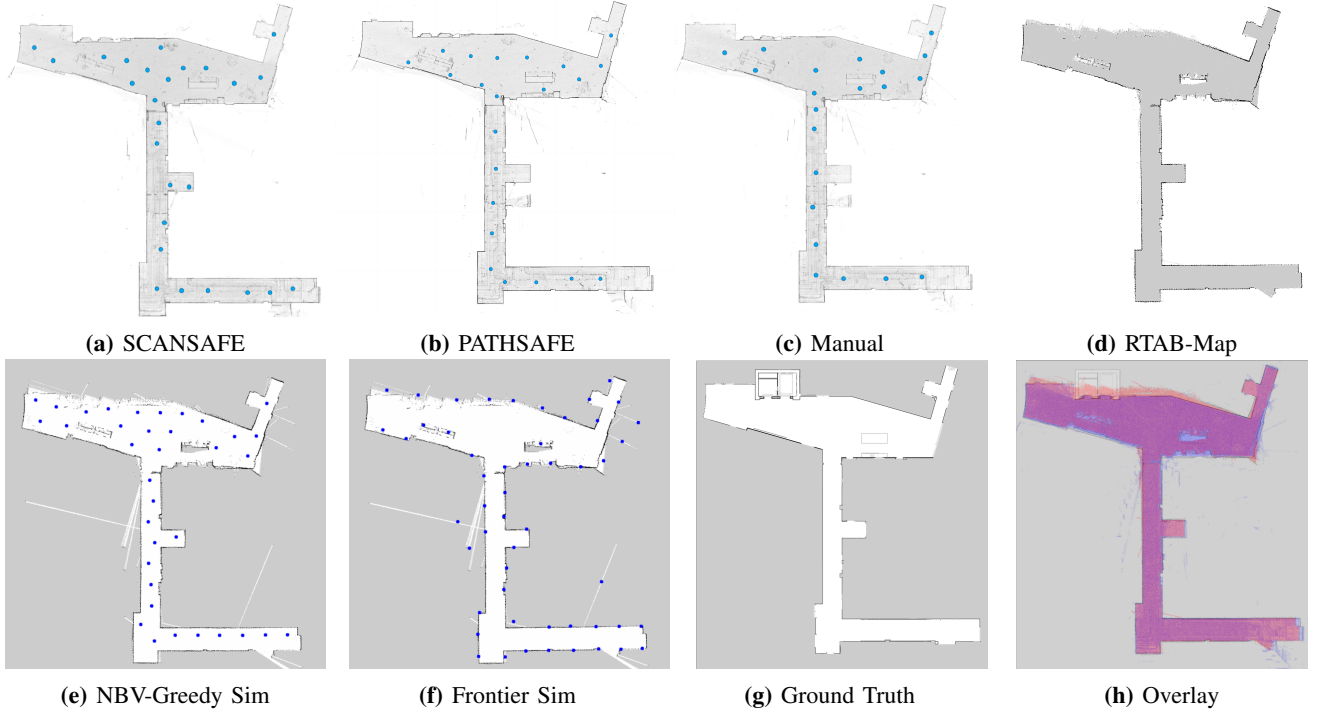 (a) SCANSAFE
(b) PATHSAFE
(c) Manual
(d) RTAB-Map
(e) NBV-Greedy Sim
(f) Frontier Sim
(g) Ground Truth
(h) Overlay